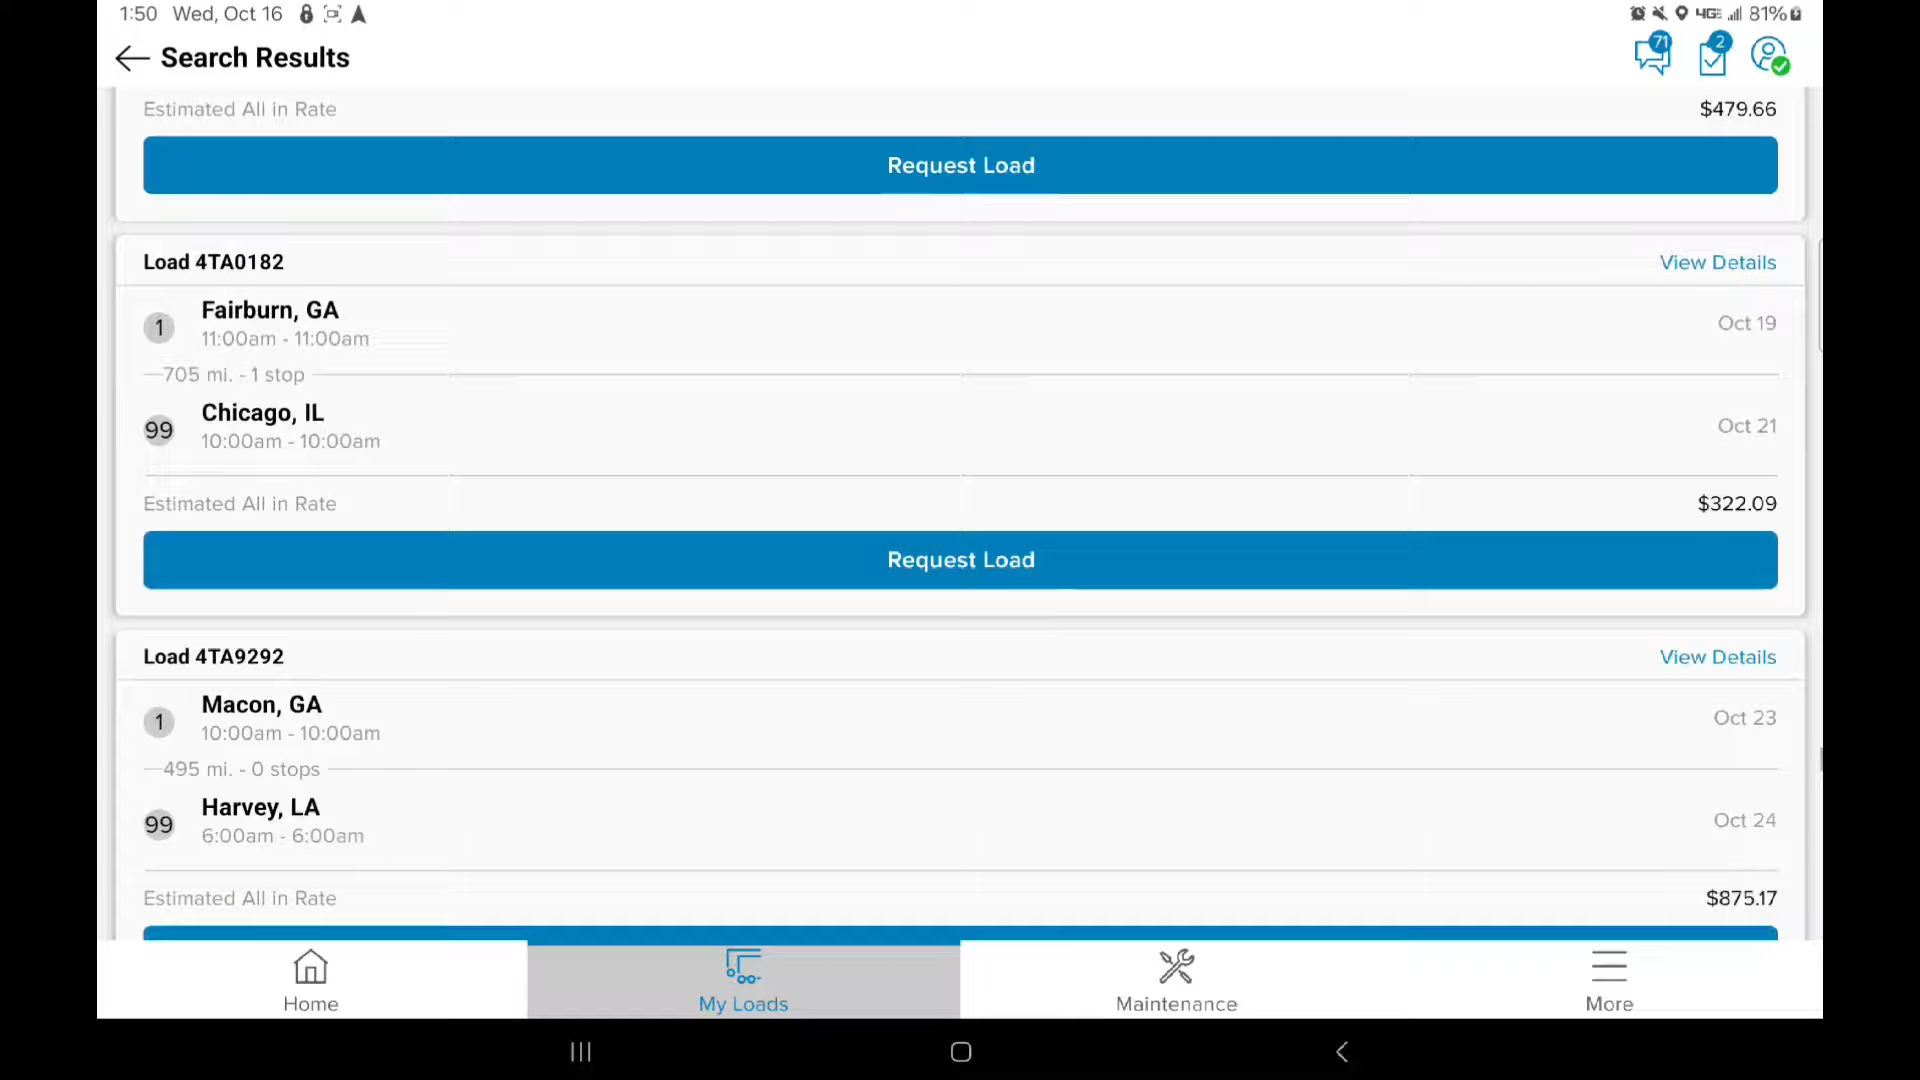 1:50 Wed, Oct 16
4GE 81%
Search Results
71
2
Estimated All in Rate
$479.66
Request Load
Load 4TA0182
View Details
1
Fairburn, GA
11:00am - 11:00am
Oct 19
705 mi. - 1 stop
99
Chicago, IL
10:00am - 10:00am
Oct 21
Estimated All in Rate
$322.09
Request Load
Load 4TA9292
View Details
1
Macon, GA
10:00am - 10:00am
Oct 23
495 mi. - 0 stops
99
Harvey, LA
6:00am - 6:00am
Oct 24
Estimated All in Rate
$875.17
Home
My Loads
Maintenance
More